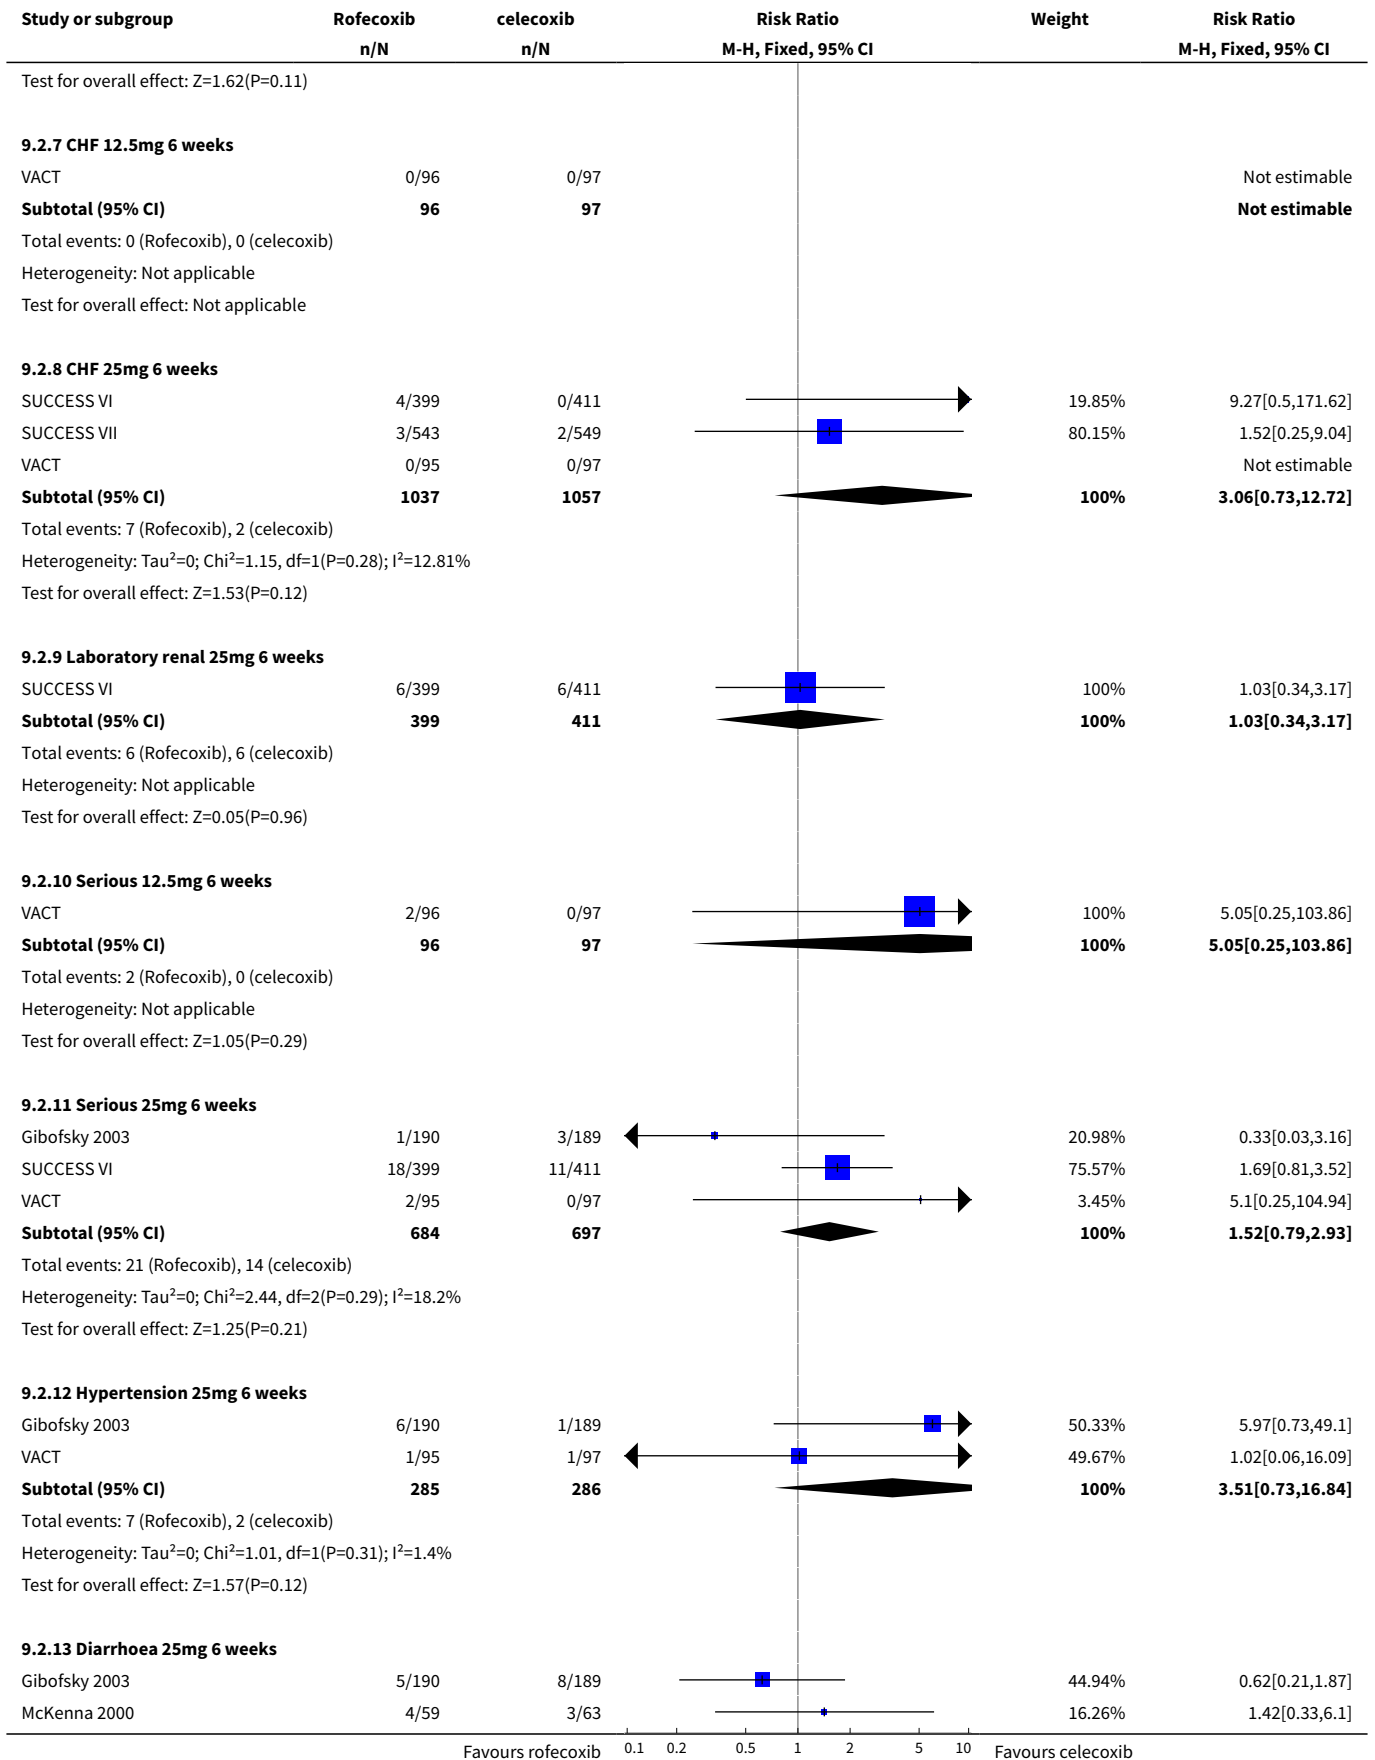 Study or subgroup Rofecoxib celecoxib Risk Ratio Weight Risk Ratio
n/N n/N M-H, Fixed, 95% CI M-H, Fixed, 95% CI
Test for overall effect: Z=1.62(P=0.11)
9.2.7 CHF 12.5mg 6 weeks
VACT 0/96 0/97 Not estimable
Subtotal (95% CI) 96 97 Not estimable
Total events: 0 (Rofecoxib), 0 (celecoxib)
Heterogeneity: Not applicable
Test for overall effect: Not applicable
9.2.8 CHF 25mg 6 weeks
SUCCESS VI 4/399 0/411 19.85% 9.27[0.5,171.62]
SUCCESS VII 3/543 2/549 80.15% 1.52[0.25,9.04]
VACT 0/95 0/97 Not estimable
Subtotal (95% CI) 1037 1057 100% 3.06[0.73,12.72]
Total events: 7 (Rofecoxib), 2 (celecoxib)
Heterogeneity: Tau²=0; Chi²=1.15, df=1(P=0.28); I²=12.81%
Test for overall effect: Z=1.53(P=0.12)
9.2.9 Laboratory renal 25mg 6 weeks
SUCCESS VI 6/399 6/411 100% 1.03[0.34,3.17]
Subtotal (95% CI) 399 411 100% 1.03[0.34,3.17]
Total events: 6 (Rofecoxib), 6 (celecoxib)
Heterogeneity: Not applicable
Test for overall effect: Z=0.05(P=0.96)
9.2.10 Serious 12.5mg 6 weeks
VACT 2/96 0/97 100% 5.05[0.25,103.86]
Subtotal (95% CI) 96 97 100% 5.05[0.25,103.86]
Total events: 2 (Rofecoxib), 0 (celecoxib)
Heterogeneity: Not applicable
Test for overall effect: Z=1.05(P=0.29)
9.2.11 Serious 25mg 6 weeks
Gibofsky 2003 1/190 3/189 20.98% 0.33[0.03,3.16]
SUCCESS VI 18/399 11/411 75.57% 1.69[0.81,3.52]
VACT 2/95 0/97 3.45% 5.1[0.25,104.94]
Subtotal (95% CI) 684 697 100% 1.52[0.79,2.93]
Total events: 21 (Rofecoxib), 14 (celecoxib)
Heterogeneity: Tau²=0; Chi²=2.44, df=2(P=0.29); I²=18.2%
Test for overall effect: Z=1.25(P=0.21)
9.2.12 Hypertension 25mg 6 weeks
Gibofsky 2003 6/190 1/189 50.33% 5.97[0.73,49.1]
VACT 1/95 1/97 49.67% 1.02[0.06,16.09]
Subtotal (95% CI) 285 286 100% 3.51[0.73,16.84]
Total events: 7 (Rofecoxib), 2 (celecoxib)
Heterogeneity: Tau²=0; Chi²=1.01, df=1(P=0.31); I²=1.4%
Test for overall effect: Z=1.57(P=0.12)
9.2.13 Diarrhoea 25mg 6 weeks
Gibofsky 2003 5/190 8/189 44.94% 0.62[0.21,1.87]
McKenna 2000 4/59 3/63 16.26% 1.42[0.33,6.1]
Favours rofecoxib 0.1 0.2 0.5 1 2 5 10 Favours celecoxib